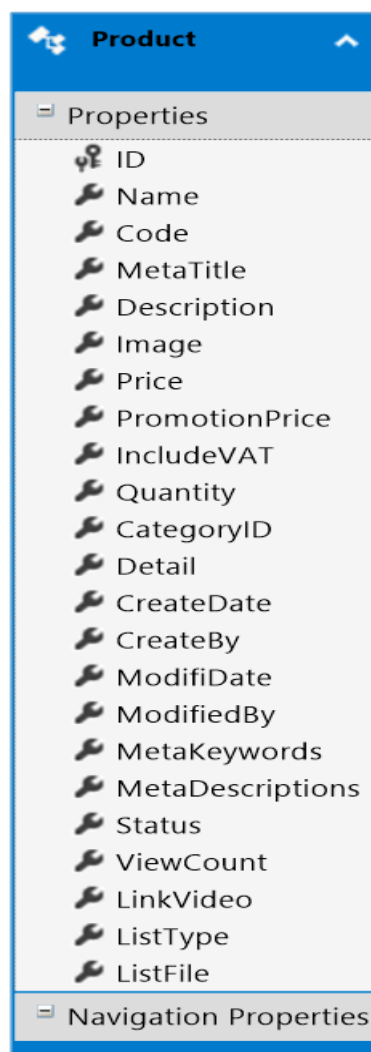 Product
Properties
ID
Name
Code
MetaTitle
Description
Image
Price
PromotionPrice
IncludeVAT
Quantity
CategoryID
Detail
CreateDate
CreateBy
ModifiDate
ModifiedBy
MetaKeywords
MetaDescriptions
Status
ViewCount
LinkVideo
ListType
ListFile
Navigation Properties